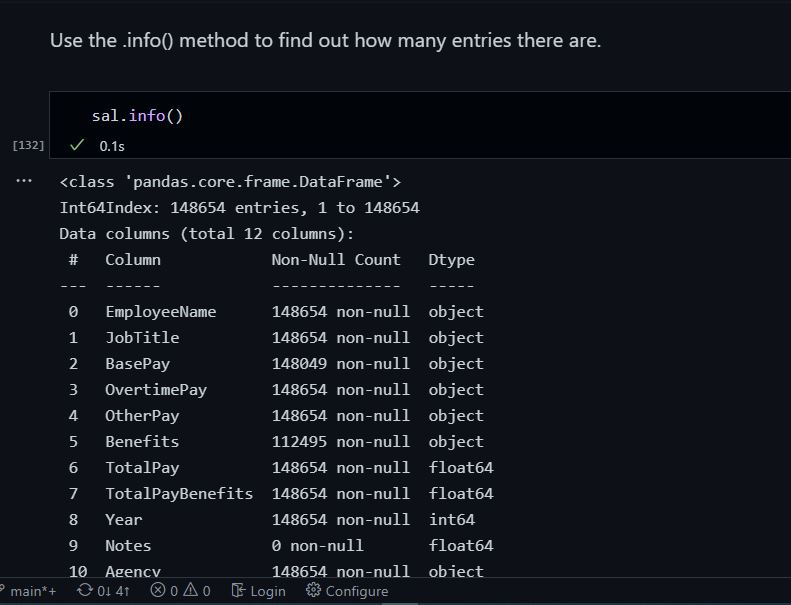 Use the .info() method to find out how many entries there are.
sal.info()
[132] ✓ 0.1s
... <class 'pandas.core.frame.DataFrame'>
Int64Index: 148654 entries, 1 to 148654
Data columns (total 12 columns):
 #   Column            Non-Null Count   Dtype
---  ------            --------------   -----
 0   EmployeeName      148654 non-null  object
 1   JobTitle          148654 non-null  object
 2   BasePay           148049 non-null  object
 3   OvertimePay       148654 non-null  object
 4   OtherPay          148654 non-null  object
 5   Benefits          112495 non-null  object
 6   TotalPay          148654 non-null  float64
 7   TotalPayBenefits  148654 non-null  float64
 8   Year              148654 non-null  int64
 9   Notes             0 non-null       float64
 10  Agency            148654 non-null  object
main*+ 0↓ 4↑ 0 0 Login Configure